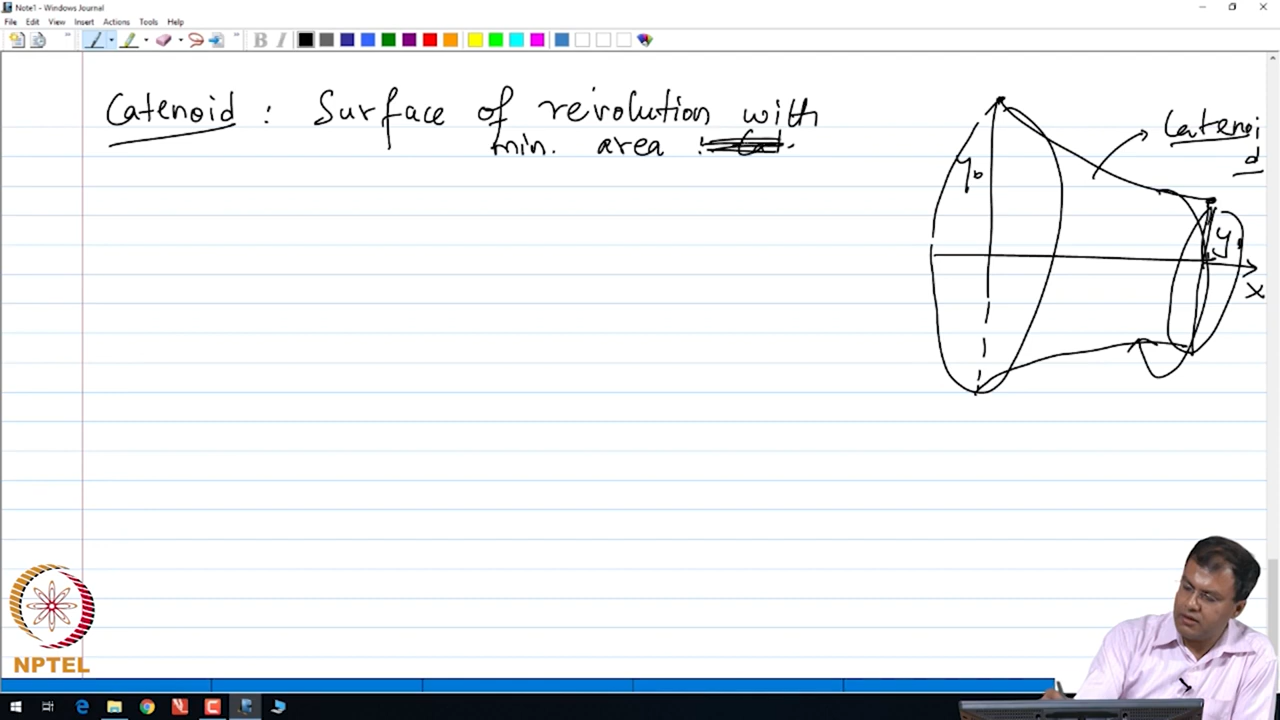 Note1 - Windows Journal
File Edit View Insert Actions Tools Help
Catenoid : Surface of revolution with
min. area
Catenoi
d
y0
y1
x
NPTEL